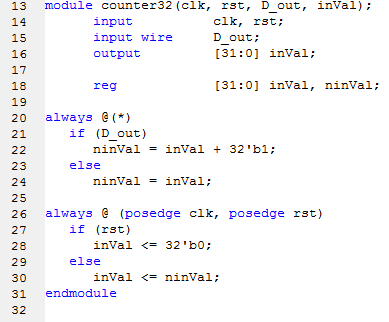 13 module counter32(clk, rst, D_out, inVal);
14 input clk, rst;
15 input wire D_out;
16 output [31:0] inVal;
17
18 reg [31:0] inVal, ninVal;
19
20 always @(*)
21 if (D_out)
22 ninVal = inVal + 32'b1;
23 else
24 ninVal = inVal;
25
26 always @ (posedge clk, posedge rst)
27 if (rst)
28 inVal <= 32'b0;
29 else
30 inVal <= ninVal;
31 endmodule
32